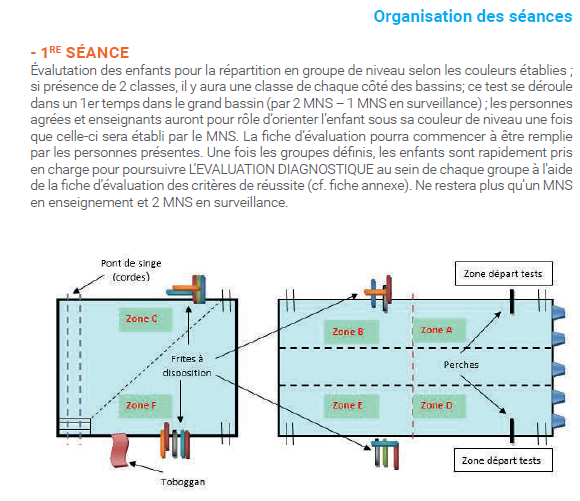 Organisation des séances
- 1RE SÉANCE
Évalutation des enfants pour la répartition en groupe de niveau selon les couleurs établies ;
si présence de 2 classes, il y aura une classe de chaque côté des bassins; ce test se déroule
dans un 1er temps dans le grand bassin (par 2 MNS – 1 MNS en surveillance) ; les personnes
agrées et enseignants auront pour rôle d'orienter l'enfant sous sa couleur de niveau une fois
que celle-ci sera établi par le MNS. La fiche d'évaluation pourra commencer à être remplie
par les personnes présentes. Une fois les groupes définis, les enfants sont rapidement pris
en charge pour poursuivre L'EVALUATION DIAGNOSTIQUE au sein de chaque groupe à l'aide
de la fiche d'évaluation des critères de réussite (cf. fiche annexe). Ne restera plus qu'un MNS
en enseignement et 2 MNS en surveillance.
Pont de singe
(cordes)
Zone départ tests
Zone C
Zone B
Zone A
Frites à
disposition
Perches
Zone F
Zone E
Zone D
Zone départ tests
Toboggan